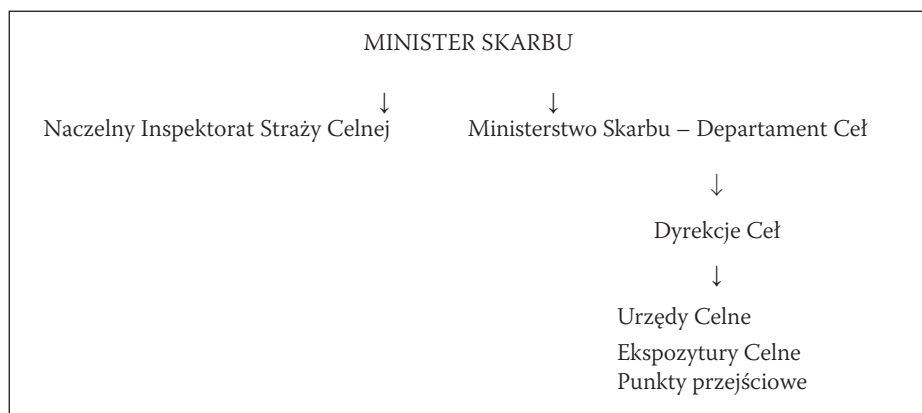 MINISTER SKARBU
↓ ↓
Naczelny Inspektorat Straży Celnej Ministerstwo Skarbu – Departament Ceł
↓
Dyrekcje Ceł
↓
Urzędy Celne
Ekspozytury Celne
Punkty przejściowe